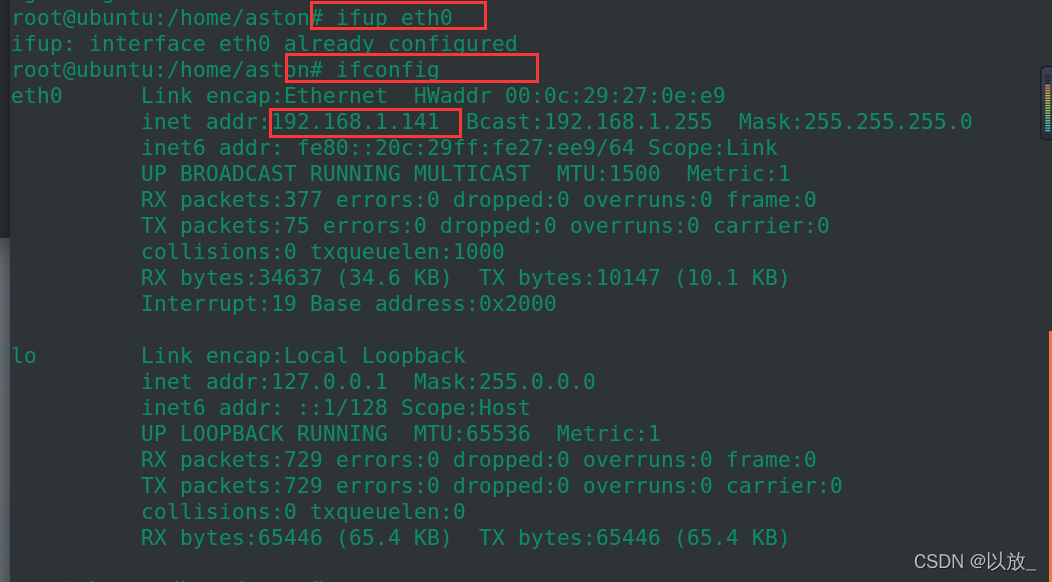 root@ubuntu:/home/aston# ifup eth0
ifup: interface eth0 already configured
root@ubuntu:/home/aston# ifconfig
eth0      Link encap:Ethernet  HWaddr 00:0c:29:27:0e:e9
          inet addr:192.168.1.141  Bcast:192.168.1.255  Mask:255.255.255.0
          inet6 addr: fe80::20c:29ff:fe27:ee9/64 Scope:Link
          UP BROADCAST RUNNING MULTICAST  MTU:1500  Metric:1
          RX packets:377 errors:0 dropped:0 overruns:0 frame:0
          TX packets:75 errors:0 dropped:0 overruns:0 carrier:0
          collisions:0 txqueuelen:1000
          RX bytes:34637 (34.6 KB)  TX bytes:10147 (10.1 KB)
          Interrupt:19 Base address:0x2000
lo        Link encap:Local Loopback
          inet addr:127.0.0.1  Mask:255.0.0.0
          inet6 addr: ::1/128 Scope:Host
          UP LOOPBACK RUNNING  MTU:65536  Metric:1
          RX packets:729 errors:0 dropped:0 overruns:0 frame:0
          TX packets:729 errors:0 dropped:0 overruns:0 carrier:0
          collisions:0 txqueuelen:0
          RX bytes:65446 (65.4 KB)  TX bytes:65446 (65.4 KB)
CSDN @以放_